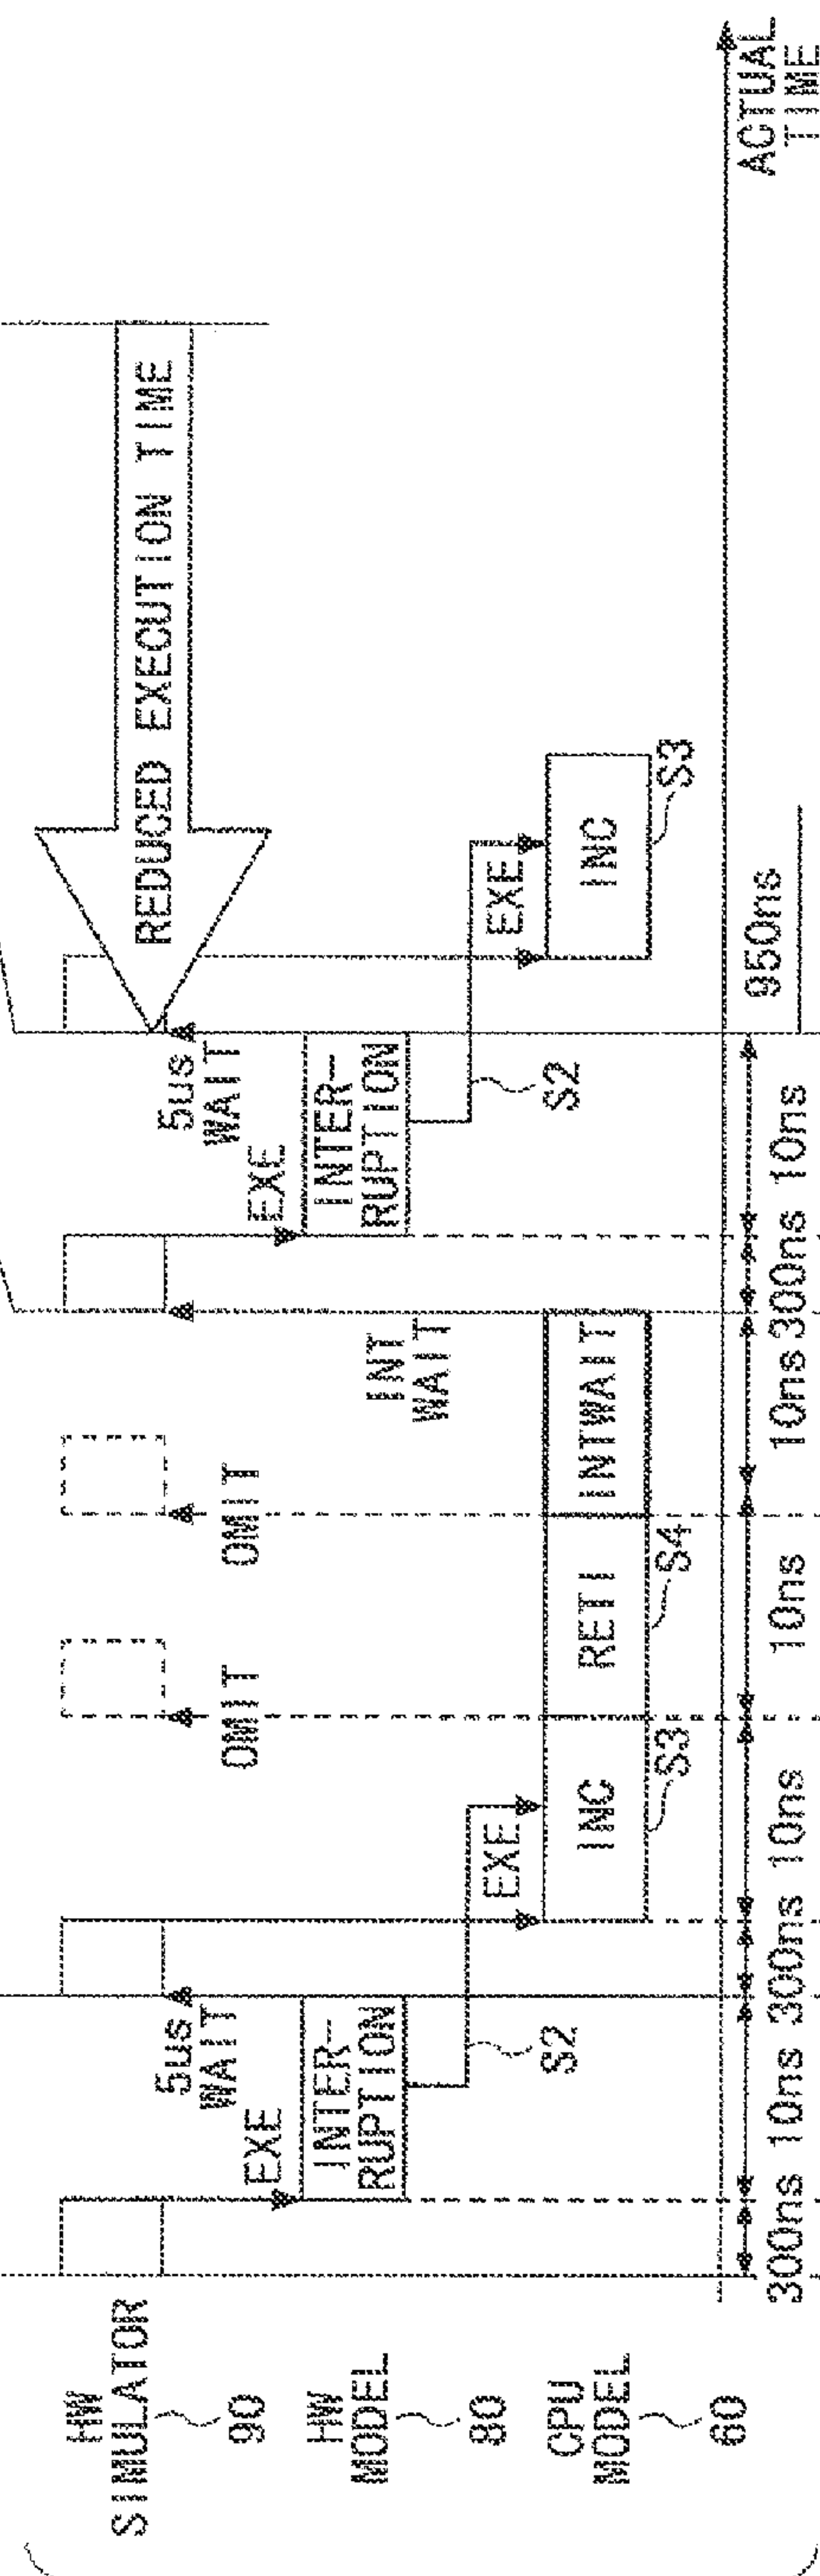 HW
SIMULATOR
90
HW
MODEL
80
CPU
MODEL
60
REDUCED EXECUTION TIME
5us
WAIT
EXE
INTER-
RUPTION
S2
EXE
INC
S3
OMIT
RETI
S4
OMIT
INTWAIT
INT
WAIT
5us
WAIT
EXE
INTER-
RUPTION
S2
EXE
INC
S3
300ns 10ns 300ns 10ns 10ns 10ns 300ns 10ns 950ns
ACTUAL
TIME